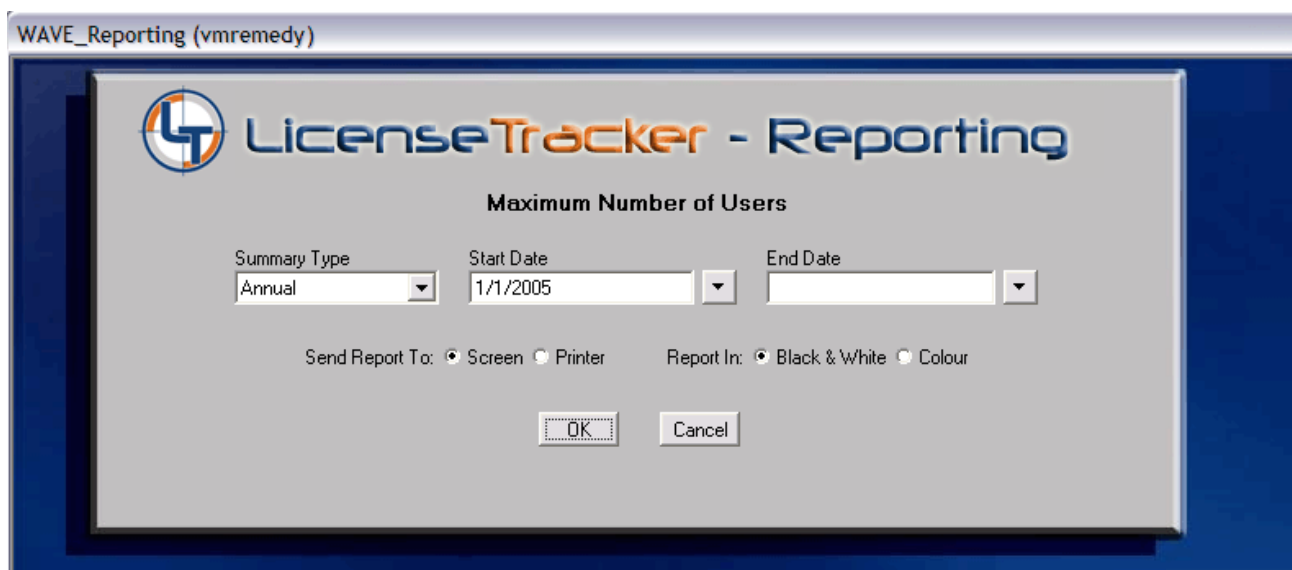 WAVE_Reporting (vmremedy)
LT LicenseTracker - Reporting
Maximum Number of Users
Summary Type Start Date End Date
Annual 1/1/2005
Send Report To: Screen Printer Report In: Black & White Colour
OK Cancel